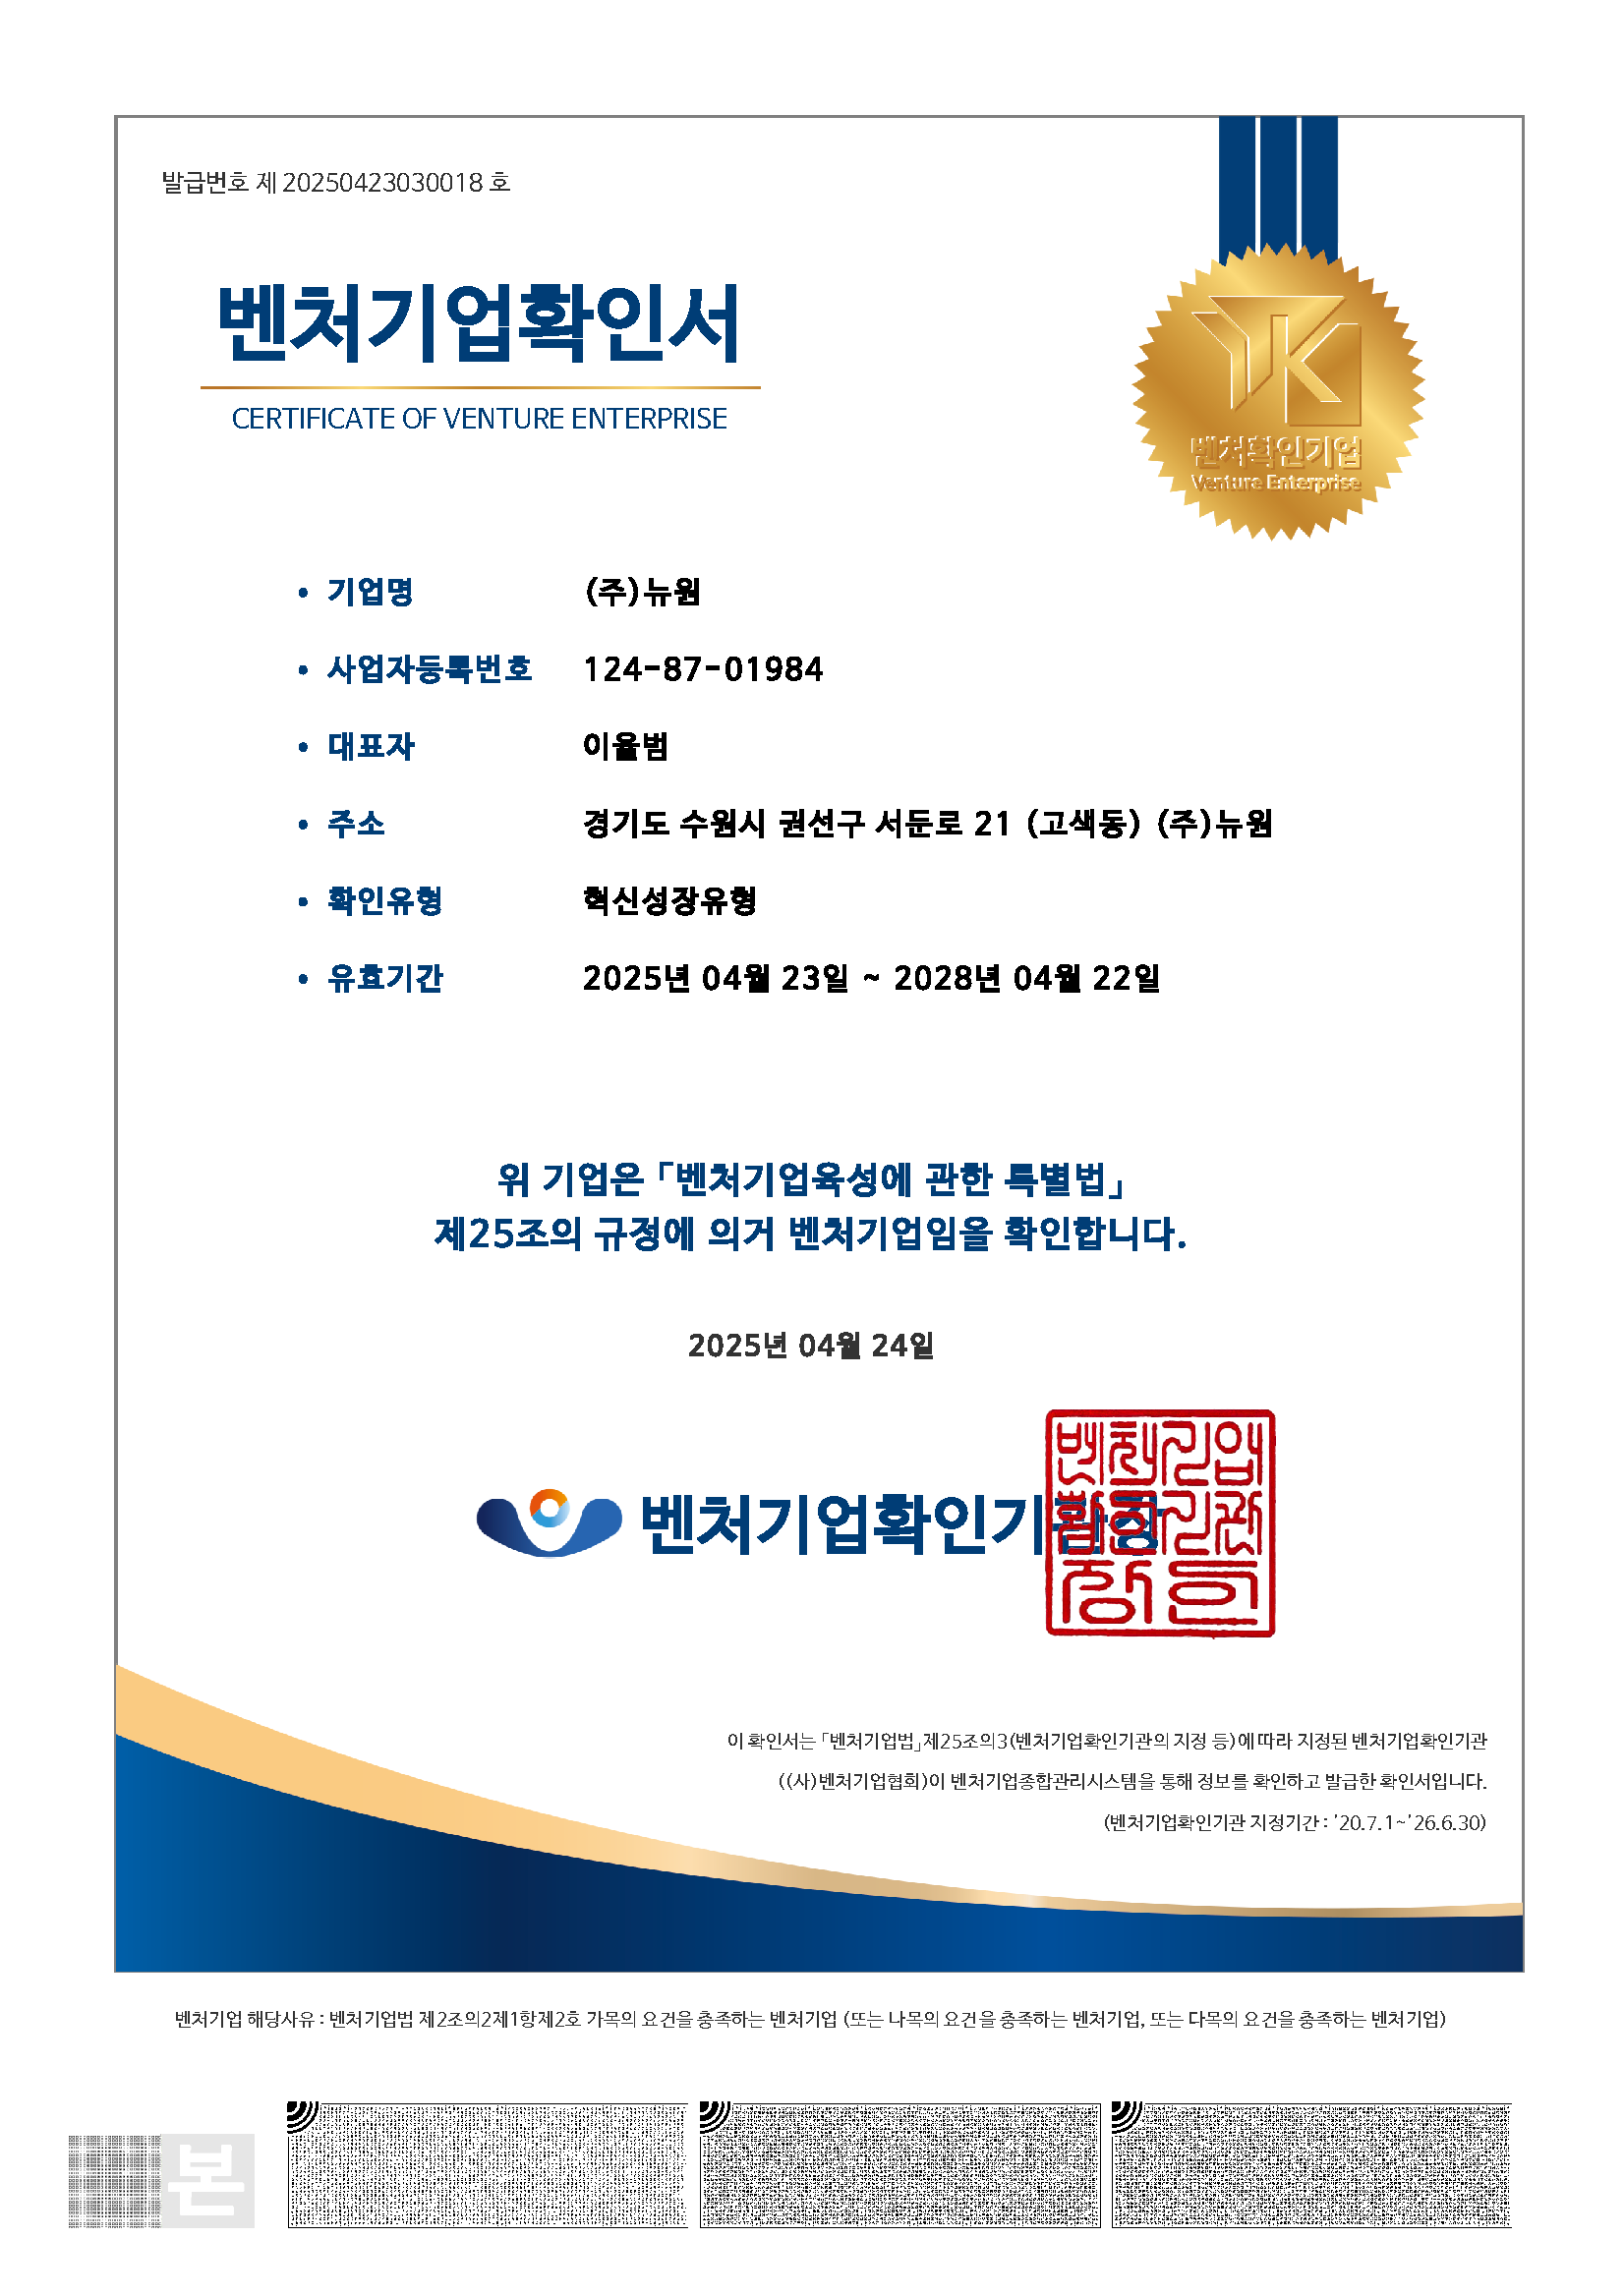 발급번호 제 20250423030018 호
벤처기업확인서
CERTIFICATE OF VENTURE ENTERPRISE
벤처확인기업
Venture Enterprise
• 기업명 (주)뉴원
• 사업자등록번호 124-87-01984
• 대표자 이율범
• 주소 경기도 수원시 권선구 서둔로 21 (고색동) (주)뉴원
• 확인유형 혁신성장유형
• 유효기간 2025년 04월 23일 ~ 2028년 04월 22일
위 기업은 「벤처기업육성에 관한 특별법」
제25조의 규정에 의거 벤처기업임을 확인합니다.
2025년 04월 24일
벤처기업확인기관장
이 확인서는 「벤처기업법」제25조의3(벤처기업확인기관의 지정 등)에 따라 지정된 벤처기업확인기관
((사)벤처기업협회)이 벤처기업종합관리시스템을 통해 정보를 확인하고 발급한 확인서입니다.
(벤처기업확인기관 지정기간 : '20.7.1~'26.6.30)
벤처기업 해당사유 : 벤처기업법 제2조의2제1항제2호 가목의 요건을 충족하는 벤처기업 (또는 나목의 요건을 충족하는 벤처기업, 또는 다목의 요건을 충족하는 벤처기업)
본